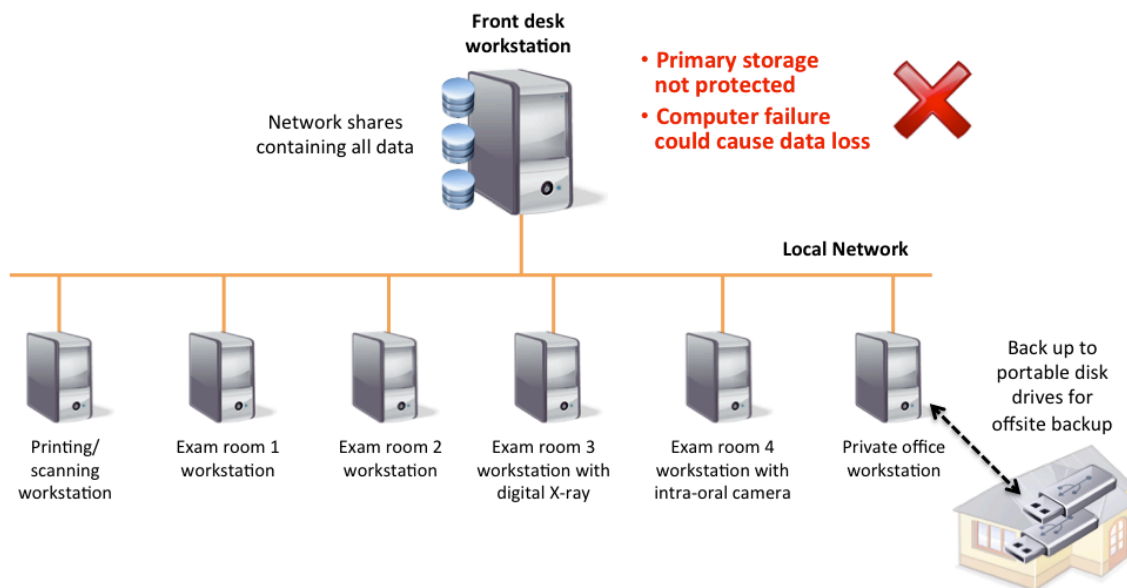 Front desk
workstation
• Primary storage
not protected
• Computer failure
could cause data loss
Network shares
containing all data
Local Network
Back up to
portable disk
drives for
offsite backup
Printing/
scanning
workstation
Exam room 1
workstation
Exam room 2
workstation
Exam room 3
workstation with
digital X-ray
Exam room 4
workstation with
intra-oral camera
Private office
workstation